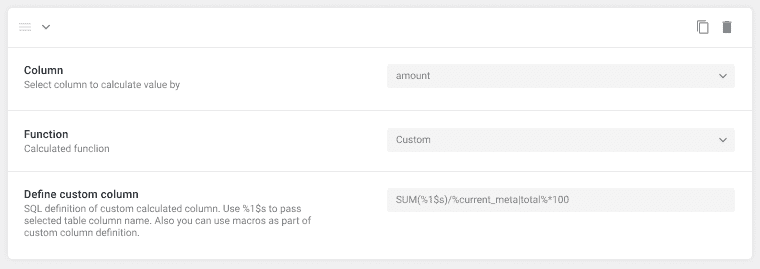 Column
Select column to calculate value by
amount
Function
Calculated function
Custom
Define custom column
SQL definition of custom calculated column. Use %1$s to pass
selected table column name. Also you can use macros as part of
custom column definition.
SUM(%1$s)/%current_meta|total%*100